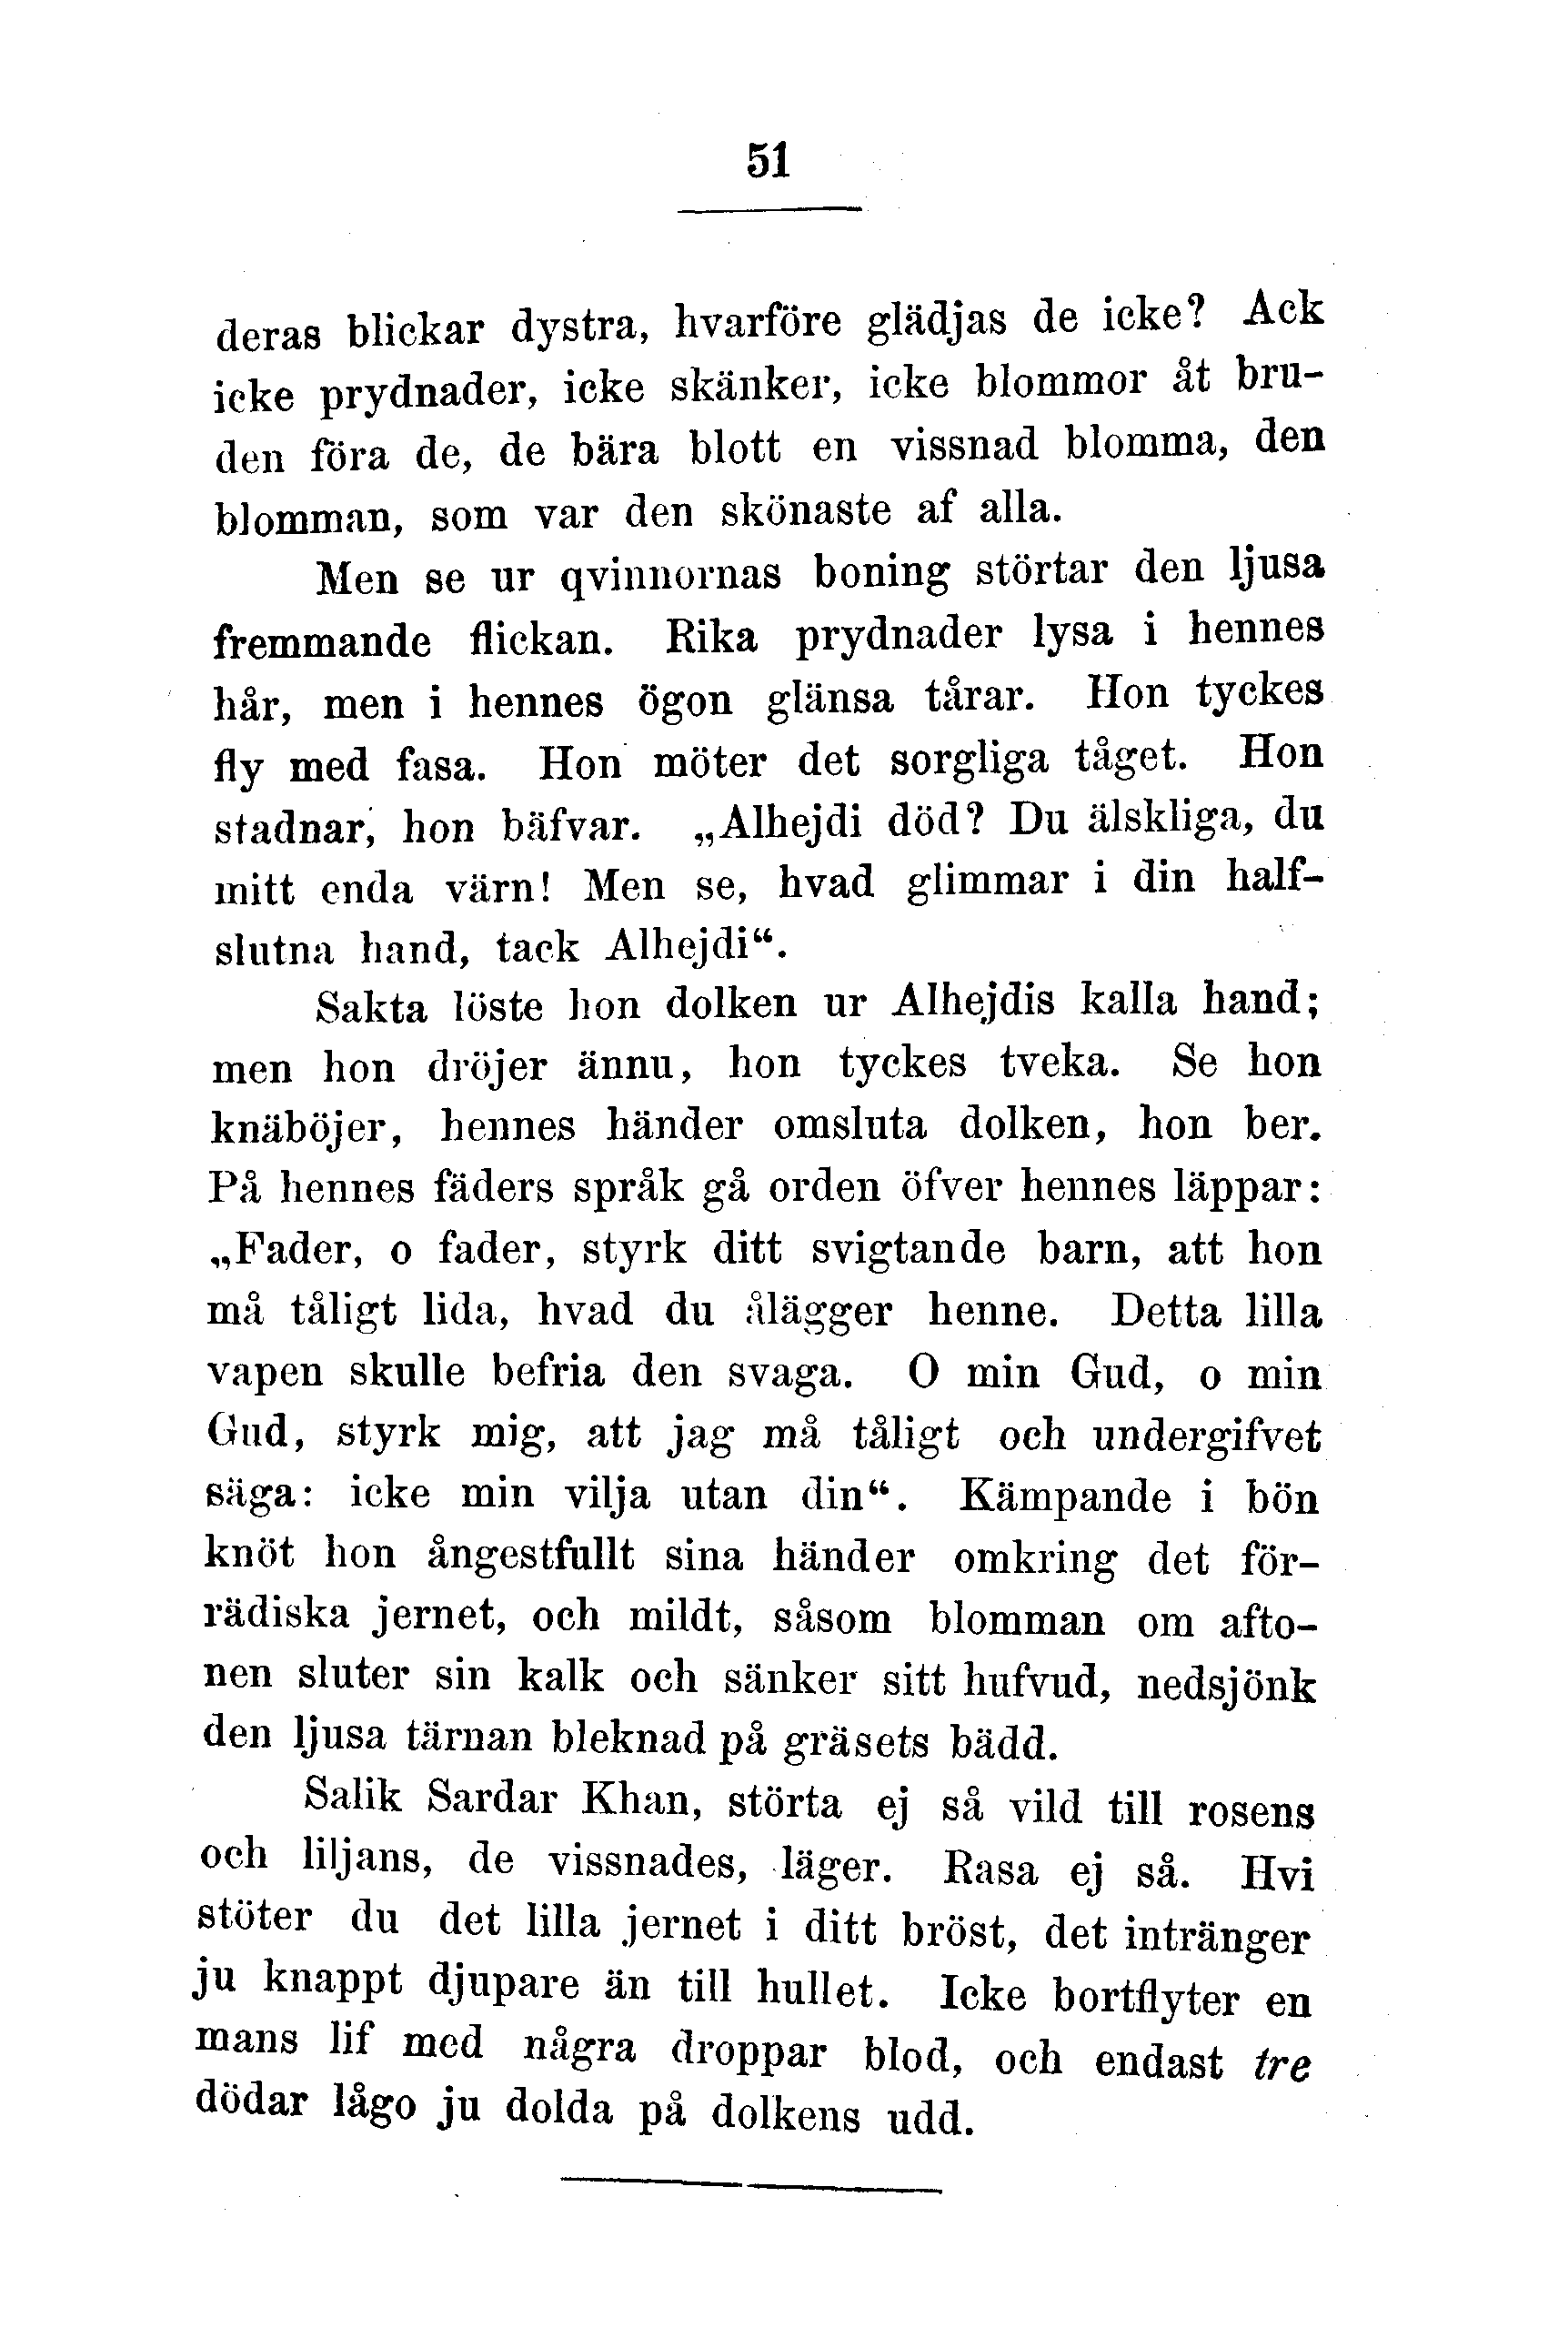 51
deras blickar dystra, hvarföre glädjas de icke? Ack
icke prydnader, icke skänker, icke blommor åt bru-
den föra de, de bära blott en vissnad blomma, den
blomman, som var den skönaste af alla.
Men se ur qvinnornas boning störtar den ljusa
fremmande flickan. Rika prydnader lysa i hennes
hår, men i hennes ögon glänsa tårar. Hon tyckes
fly med fasa. Hon möter det sorgliga tåget. Hon
stadnar, hon bäfvar. „Alhejdi död? Du älskliga, du
mitt enda värn! Men se, hvad glimmar i din half-
slutna hand, tack Alhejdi“.
Sakta löste hon dolken ur Alhejdis kalla hand;
men hon dröjer ännu, hon tyckes tveka. Se hon
knäböjer, hennes händer omsluta dolken, hon ber.
På hennes fäders språk gå orden öfver hennes läppar:
„Fader, o fader, styrk ditt svigtande barn, att hon
må tåligt lida, hvad du ålägger henne. Detta lilla
vapen skulle befria den svaga. O min Gud, o min
Gud, styrk mig, att jag må tåligt och undergifvet
säga: icke min vilja utan din“. Kämpande i bön
knöt hon ångestfullt sina händer omkring det för-
rädiska jernet, och mildt, såsom blomman om afto-
nen sluter sin kalk och sänker sitt hufvud, nedsjönk
den ljusa tärnan bleknad på gräsets bädd.
Salik Sardar Khan, störta ej så vild till rosens
och liljans, de vissnades, läger. Rasa ej så. Hvi
stöter du det lilla jernet i ditt bröst, det intränger
ju knappt djupare än till hullet. Icke bortflyter en
mans lif med några droppar blod, och endast tre
dödar lågo ju dolda på dolkens udd.